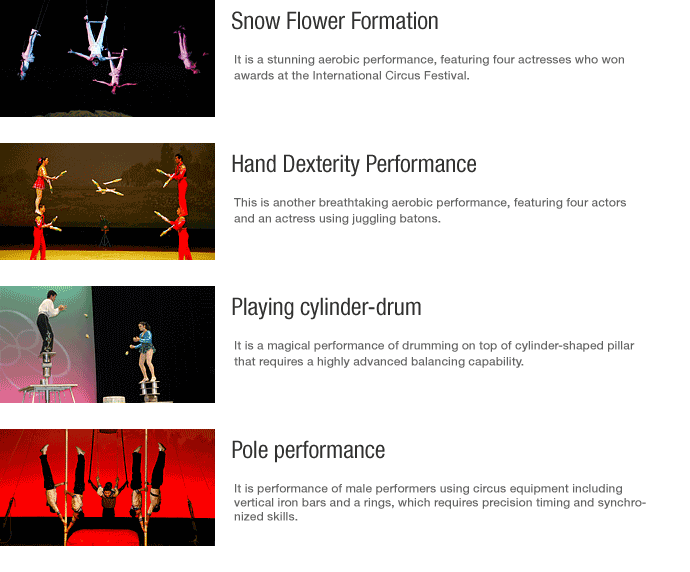 Snow Flower Formation
It is a stunning aerobic performance, featuring four actresses who won
awards at the International Circus Festival.
Hand Dexterity Performance
This is another breathtaking aerobic performance, featuring four actors
and an actress using juggling batons.
Playing cylinder-drum
It is a magical performance of drumming on top of cylinder-shaped pillar
that requires a highly advanced balancing capability.
Pole performance
It is performance of male performers using circus equipment including
vertical iron bars and a rings, which requires precision timing and synchro-
nized skills.